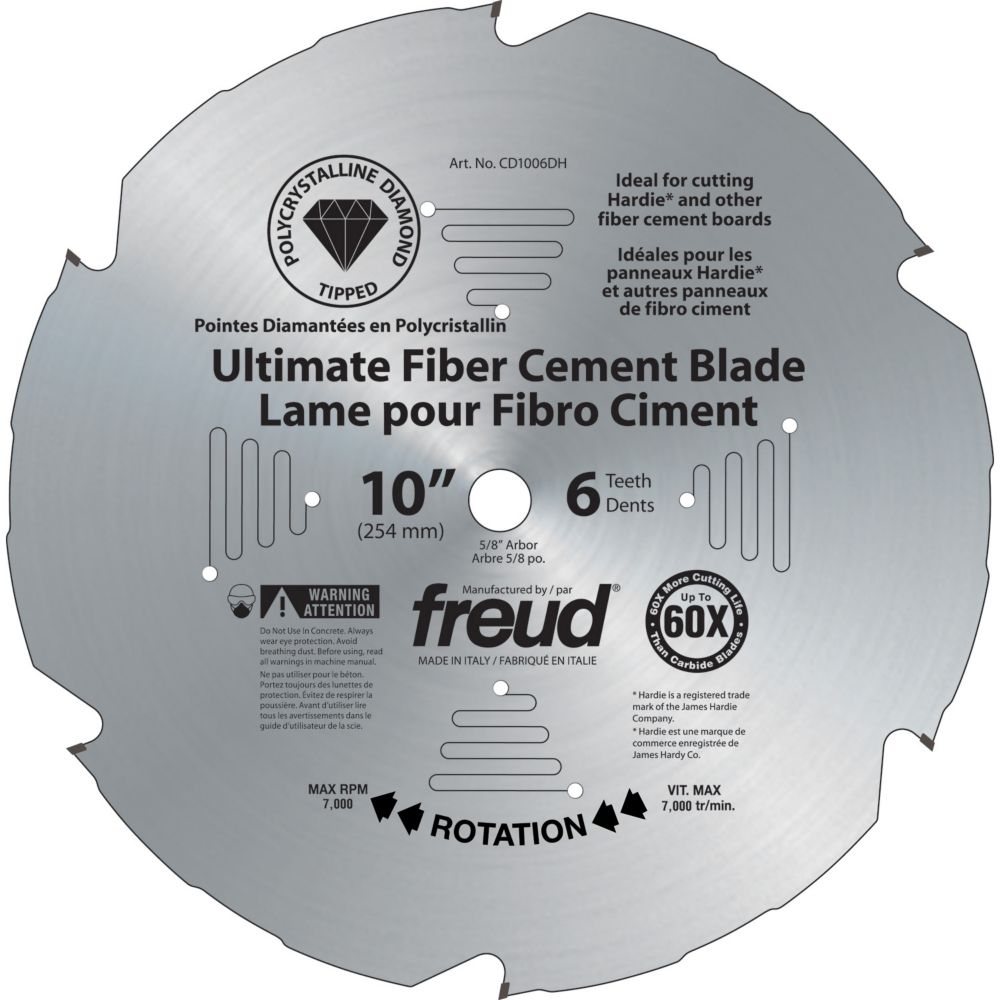 Art. No. CD1006DH
POLYCRYSTALLINE DIAMOND
TIPPED
Pointes Diamantées en Polycristallin
Ideal for cutting
Hardie* and other
fiber cement boards
Idéales pour les
panneaux Hardie*
et autres panneaux
de fibro ciment
Ultimate Fiber Cement Blade
Lame pour Fibro Ciment
10"
(254 mm)
6
Teeth
Dents
5/8" Arbor
Arbre 5/8 po.
WARNING
ATTENTION
Do Not Use In Concrete. Always
wear eye protection. Avoid
breathing dust. Before using, read
all warnings in machine manual.
Ne pas utiliser pour le béton.
Portez toujours des lunettes de
protection. Évitez de respirer la
poussière. Avant d'utiliser lire
tous les avertissements dans le
guide d'utilisateur de la scie.
Manufactured by / par
freud®
MADE IN ITALY / FABRIQUÉ EN ITALIE
60X More Cutting Life
Up To
60X
Than Carbide Blades
* Hardie is a registered trade
mark of the James Hardie
Company.
* Hardie est une marque de
commerce enregistrée de
James Hardy Co.
MAX RPM
7,000
ROTATION
VIT. MAX
7,000 tr/min.